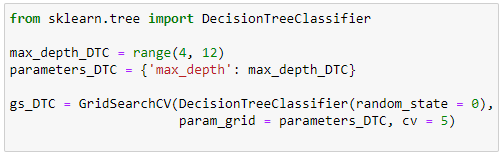 from sklearn.tree import DecisionTreeClassifier
max_depth_DTC = range(4, 12)
parameters_DTC = {'max_depth': max_depth_DTC}
gs_DTC = GridSearchCV(DecisionTreeClassifier(random_state = 0),
param_grid = parameters_DTC, cv = 5)